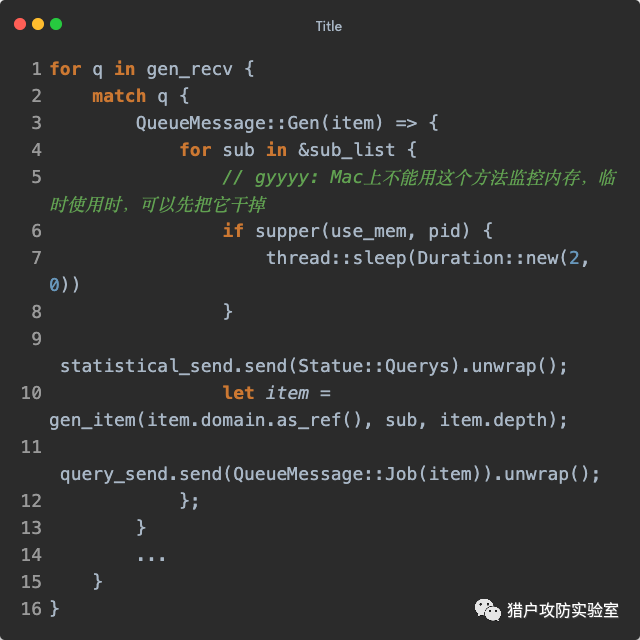 Title
1 for q in gen_recv {
2     match q {
3         QueueMessage::Gen(item) => {
4             for sub in &sub_list {
5                 // gyyyy: Mac上不能用这个方法监控内存，临
时使用时，可以先把它干掉
6                 if supper(use_mem, pid) {
7                     thread::sleep(Duration::new(2,
0))
8                 }
9
statistical_send.send(Statue::Querys).unwrap();
10                 let item =
gen_item(item.domain.as_ref(), sub, item.depth);
11
query_send.send(QueueMessage::Job(item)).unwrap();
12             };
13         }
14         ...
15     }
16 }
猎户攻防实验室